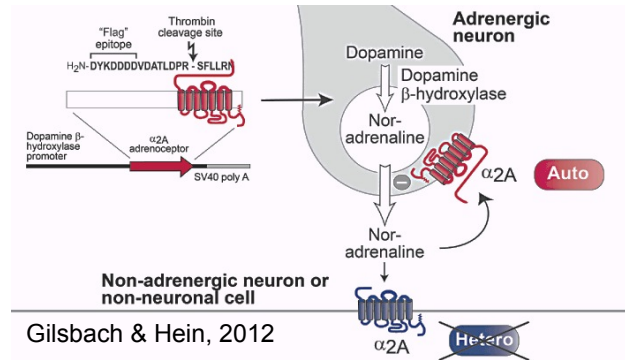 "Flag"
epitope
Thrombin
cleavage site
H2N-DYKDDDDVDATLDPR - SFLLRN
Dopamine β-
hydroxylase
promoter
α2A
adrenoceptor
SV40 poly A
Adrenergic
neuron
Dopamine
Dopamine
β-hydroxylase
Nor-
adrenaline
α2A
Auto
Nor-
adrenaline
Non-adrenergic neuron or
non-neuronal cell
α2A
Hetero
Gilsbach & Hein, 2012